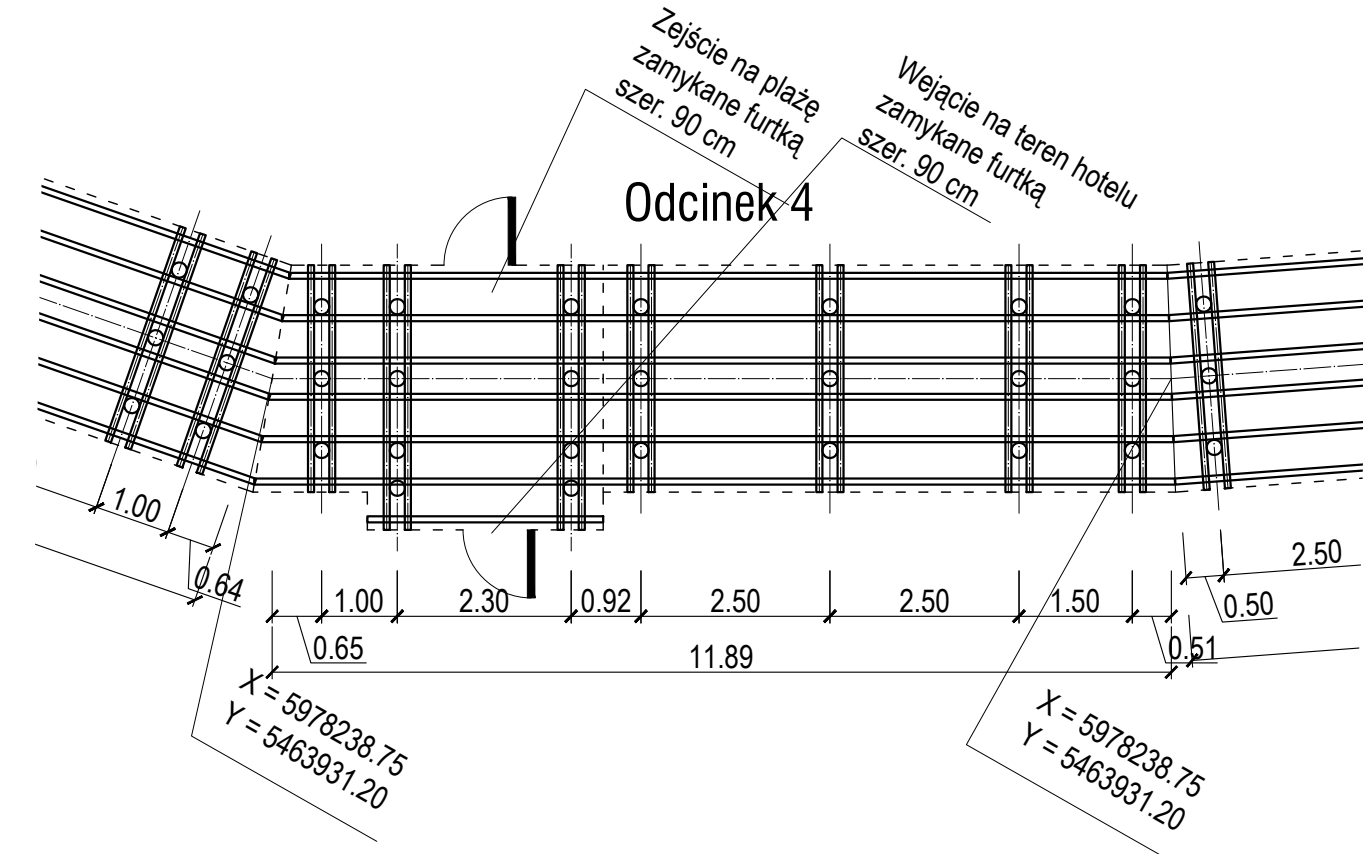 Zejście na plażę
zamykane furtką
szer. 90 cm
Wejącie na teren hotelu
zamykane furtką
szer. 90 cm
Odcinek 4
1.00
0.64
1.00
2.30
0.92
2.50
2.50
1.50
0.65
0.51
11.89
2.50
0.50
X = 5978238.75
Y = 5463931.20
X = 5978238.75
Y = 5463931.20